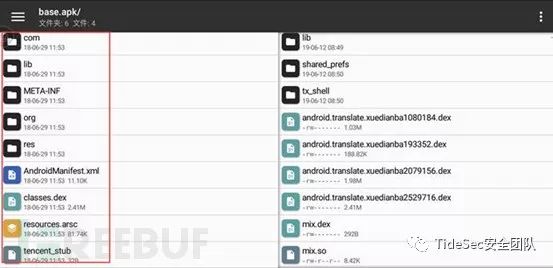 base.apk/
文件夹: 6 文件: 4
com
18-06-29 11:53
lib
18-06-29 11:53
META-INF
18-06-29 11:53
org
18-06-29 11:53
res
18-06-29 11:53
AndroidManifest.xml
18-06-29 11:53 11.10K
classes.dex
18-06-29 11:53 2.41M
resources.arsc
18-06-29 11:53 81.74K
tencent_stub
18-06-29 11:53 32B
lib
19-06-12 08:49
shared_prefs
19-06-12 08:50
tx_shell
19-06-12 08:50
android.translate.xuedianba1080184.dex
-rw------- 1.03M
android.translate.xuedianba193352.dex
-rw------- 188.82K
android.translate.xuedianba2079156.dex
-rw------- 1.98M
android.translate.xuedianba2529716.dex
-rw------- 2.41M
mix.dex
-rw------- 292B
mix.so
-rw-r--r-- 8.42K
REEBUF
TideSec安全团队